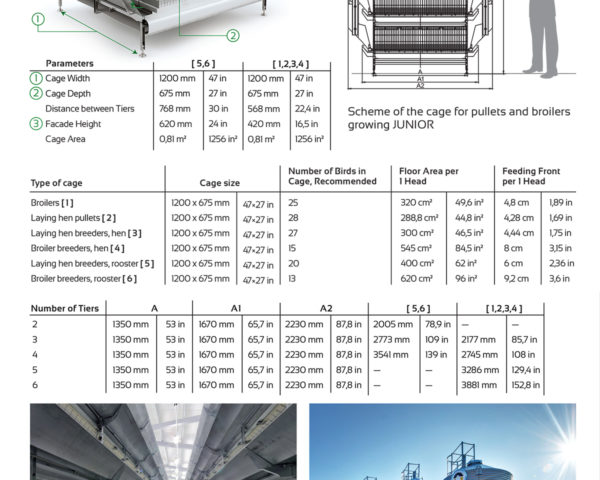 1
2
A
A1
A2
Scheme of the cage for pullets and broilers
growing JUNIOR
Parameters [ 5,6 ] [ 1,2,3,4 ]
1 Cage Width 1200 mm 47 in 1200 mm 47 in
2 Cage Depth 675 mm 27 in 675 mm 27 in
Distance between Tiers 768 mm 30 in 568 mm 22,4 in
3 Facade Height 620 mm 24 in 420 mm 16,5 in
Cage Area 0,81 m² 1256 in² 0,81 m² 1256 in²
Number of Birds in Floor Area per Feeding Front
Type of cage Cage size Cage, Recommended 1 Head per 1 Head
Broilers [ 1 ] 1200 x 675 mm 47×27 in 25 320 cm² 49,6 in² 4,8 cm 1,89 in
Laying hen pullets [ 2 ] 1200 x 675 mm 47×27 in 28 288,8 cm² 44,8 in² 4,28 cm 1,69 in
Laying hen breeders, hen [ 3 ] 1200 x 675 mm 47×27 in 27 300 cm² 46,5 in² 4,44 cm 1,75 in
Broiler breeders, hen [ 4 ] 1200 x 675 mm 47×27 in 15 545 cm² 84,5 in² 8 cm 3,15 in
Laying hen breeders, rooster [ 5 ] 1200 x 675 mm 47×27 in 20 400 cm² 62 in² 6 cm 2,36 in
Broiler breeders, rooster [ 6 ] 1200 x 675 mm 47×27 in 13 620 cm² 96 in² 9,2 cm 3,6 in
Number of Tiers A A1 A2 [ 5,6 ] [ 1,2,3,4 ]
2 1350 mm 53 in 1670 mm 65,7 in 2230 mm 87,8 in 2005 mm 78,9 in — —
3 1350 mm 53 in 1670 mm 65,7 in 2230 mm 87,8 in 2773 mm 109 in 2177 mm 85,7 in
4 1350 mm 53 in 1670 mm 65,7 in 2230 mm 87,8 in 3541 mm 139 in 2745 mm 108 in
5 1350 mm 53 in 1670 mm 65,7 in 2230 mm 87,8 in — — 3286 mm 129,4 in
6 1350 mm 53 in 1670 mm 65,7 in 2230 mm 87,8 in — — 3881 mm 152,8 in